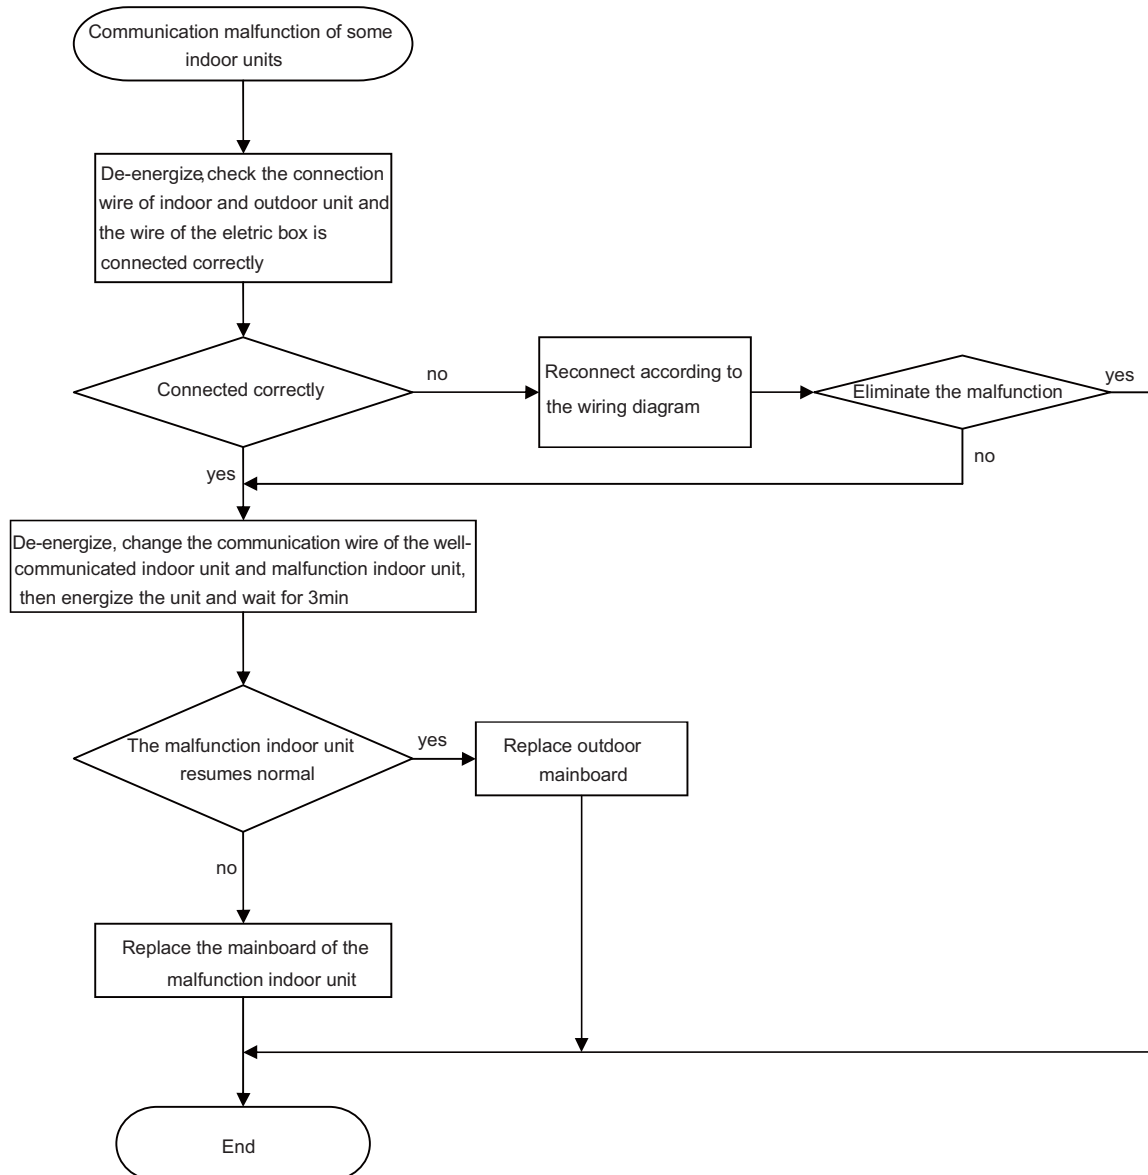 Communication malfunction of some
indoor units
De-energize,check the connection
wire of indoor and outdoor unit and
the wire of the eletric box is
connected correctly
Connected correctly
no
Reconnect according to
the wiring diagram
Eliminate the malfunction
yes
no
yes
De-energize, change the communication wire of the well-
communicated indoor unit and malfunction indoor unit,
then energize the unit and wait for 3min
The malfunction indoor unit
resumes normal
yes
Replace outdoor
mainboard
no
Replace the mainboard of the
malfunction indoor unit
End